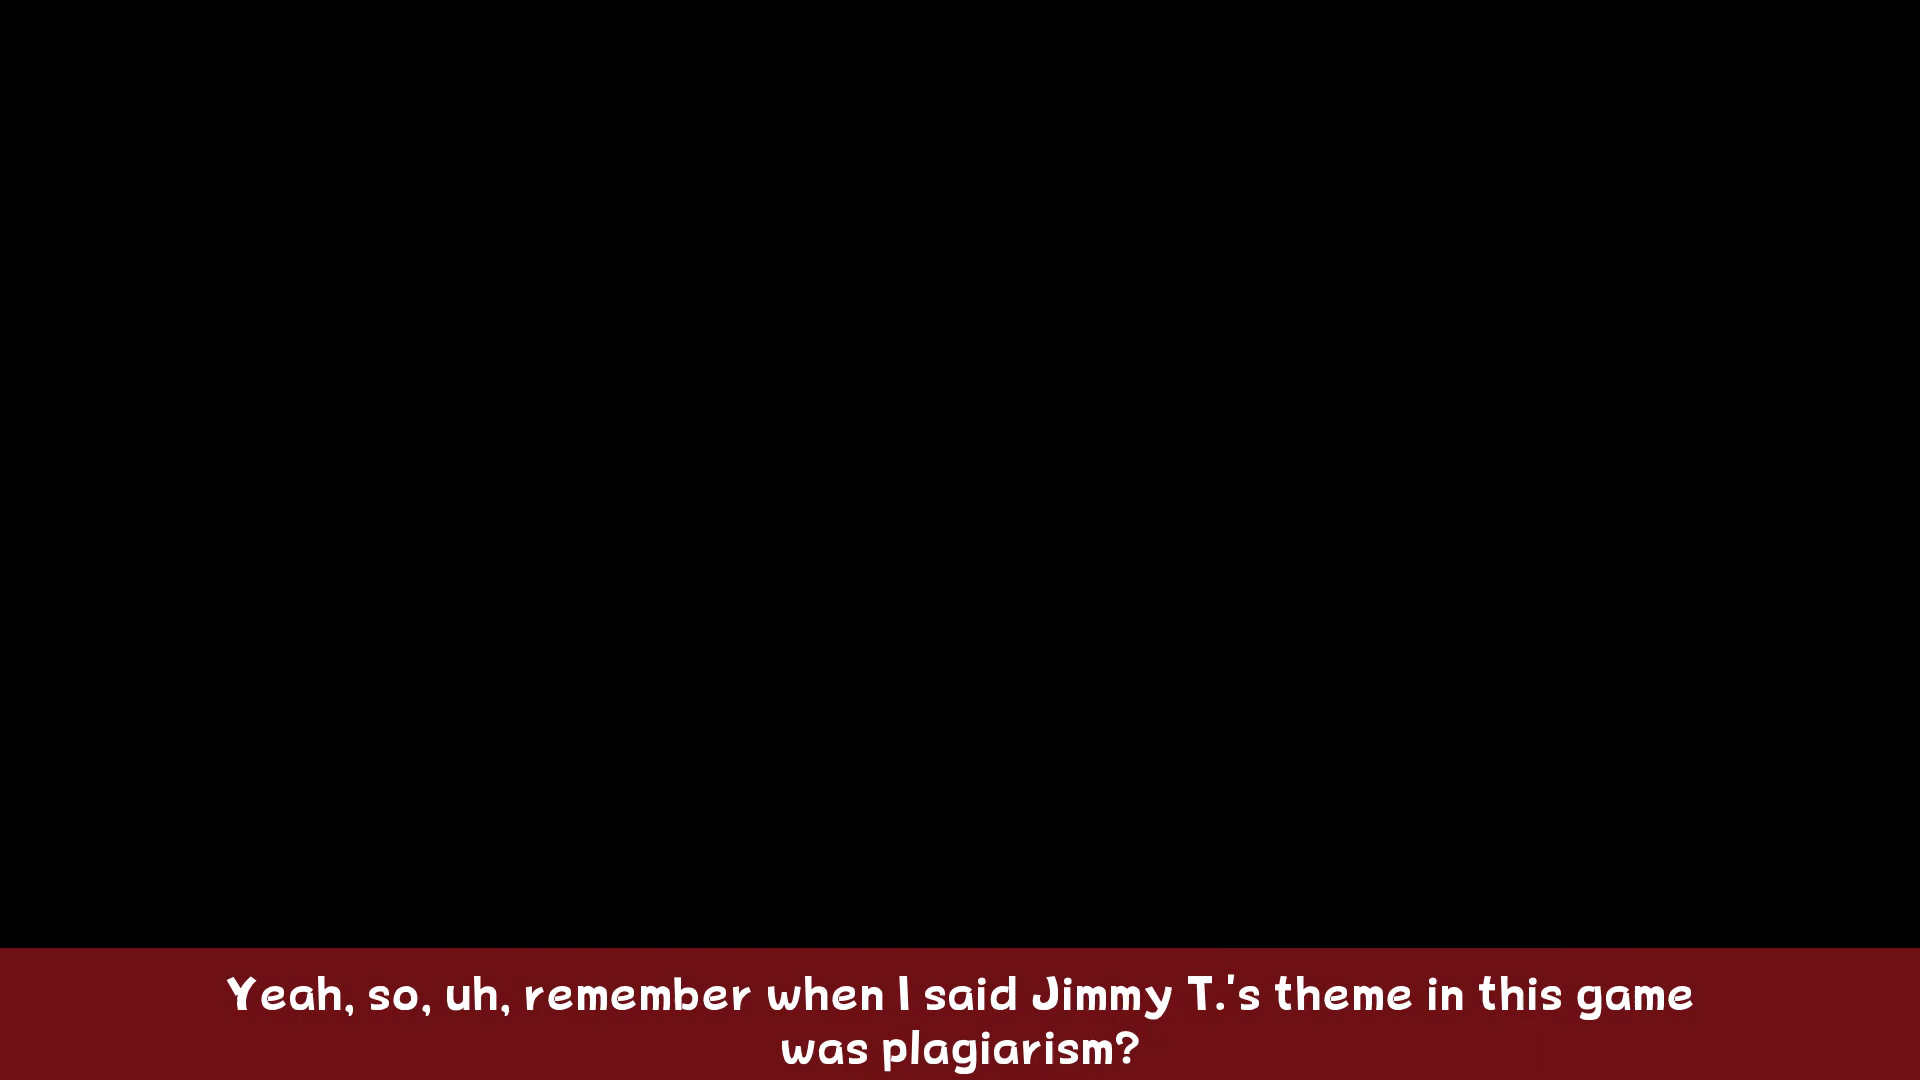 Yeah, so, uh, remember when I said Jimmy T.'s theme in this game
was plagiarism?